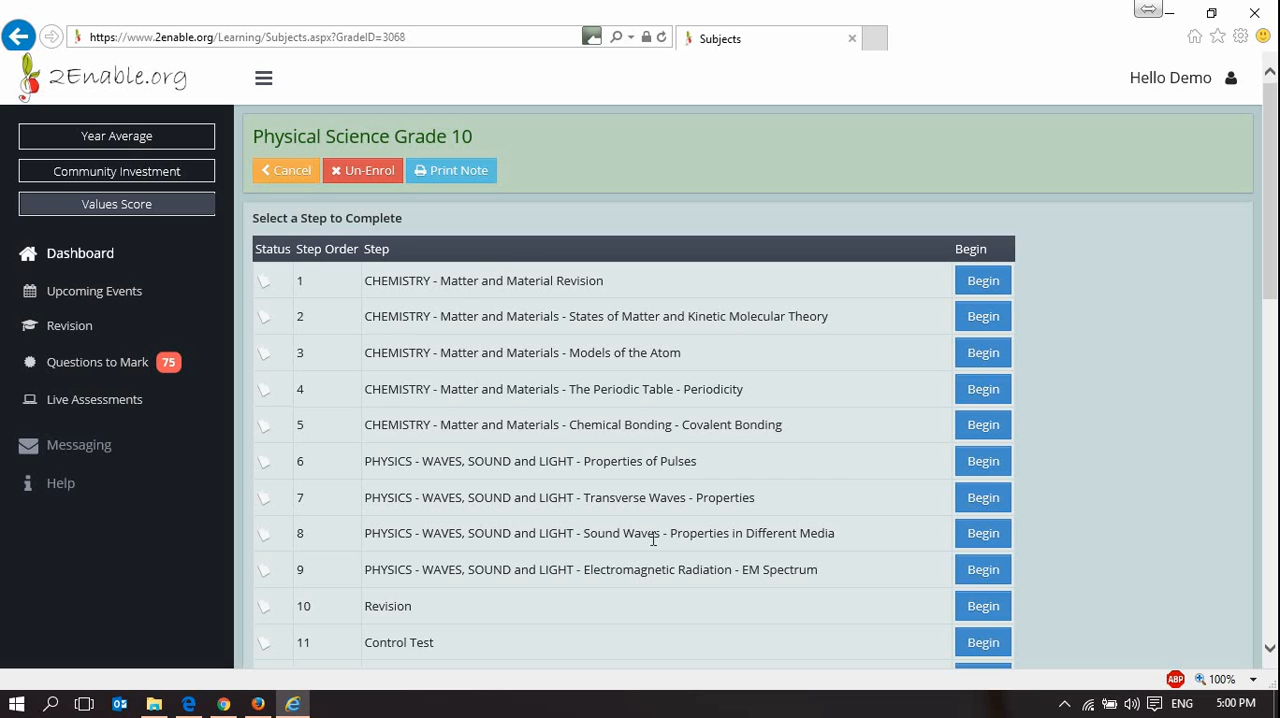 https://www.2enable.org/Learning/Subjects.aspx?GradeID=3068
Subjects
2Enable.org
Hello Demo
Year Average
Community Investment
Values Score
Dashboard
Upcoming Events
Revision
Questions to Mark 75
Live Assessments
Messaging
Help
Physical Science Grade 10
Cancel Un-Enrol Print Note
Select a Step to Complete
Status Step Order Step Begin
1 CHEMISTRY - Matter and Material Revision Begin
2 CHEMISTRY - Matter and Materials - States of Matter and Kinetic Molecular Theory Begin
3 CHEMISTRY - Matter and Materials - Models of the Atom Begin
4 CHEMISTRY - Matter and Materials - The Periodic Table - Periodicity Begin
5 CHEMISTRY - Matter and Materials - Chemical Bonding - Covalent Bonding Begin
6 PHYSICS - WAVES, SOUND and LIGHT - Properties of Pulses Begin
7 PHYSICS - WAVES, SOUND and LIGHT - Transverse Waves - Properties Begin
8 PHYSICS - WAVES, SOUND and LIGHT - Sound Waves - Properties in Different Media Begin
9 PHYSICS - WAVES, SOUND and LIGHT - Electromagnetic Radiation - EM Spectrum Begin
10 Revision Begin
11 Control Test Begin
ABP 100%
ENG 5:00 PM